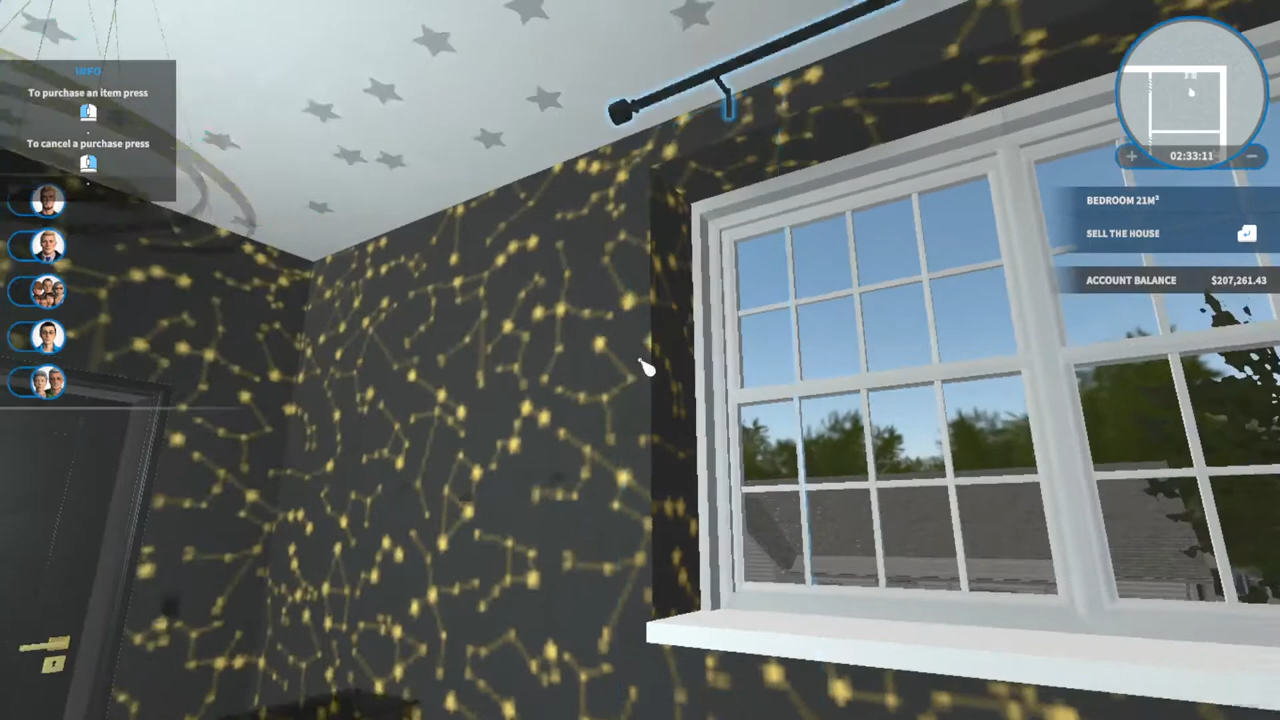 INFO
To purchase an item press
To cancel a purchase press
02:33:11
BEDROOM 21M²
SELL THE HOUSE
ACCOUNT BALANCE $207,261.43